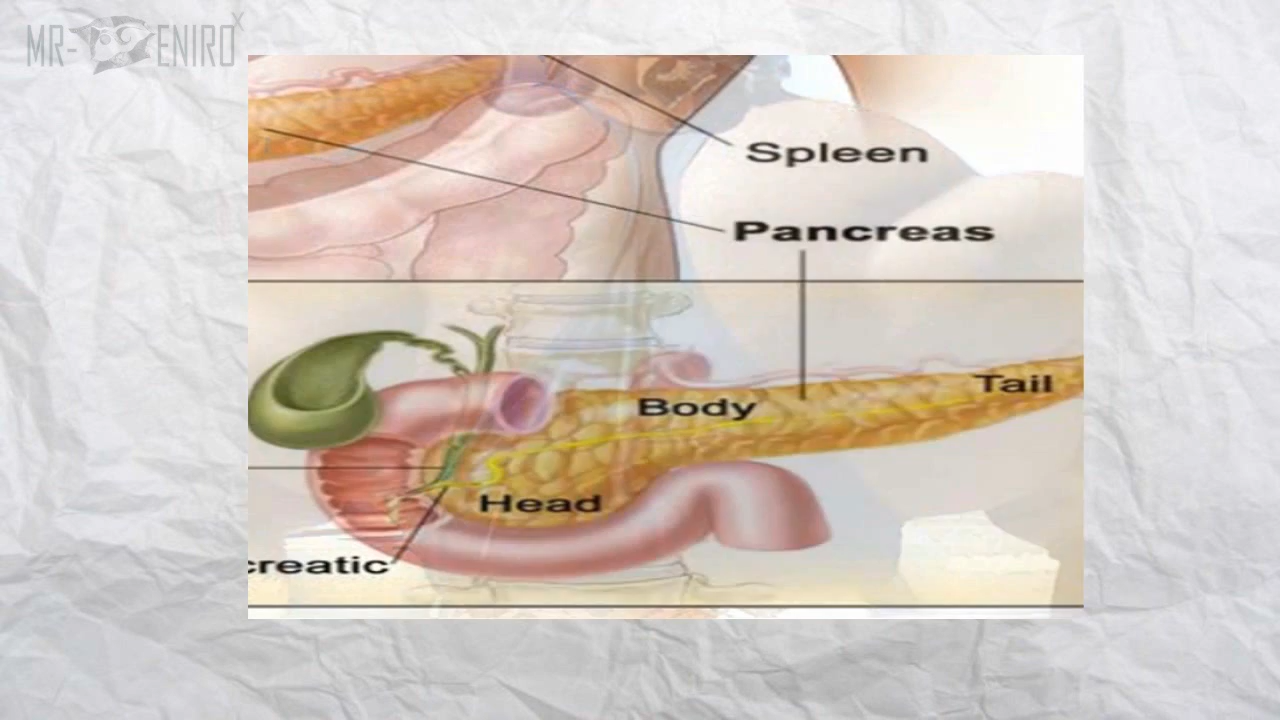 MR- ENIRO x
Spleen
Pancreas
Body
Tail
Head
creatic